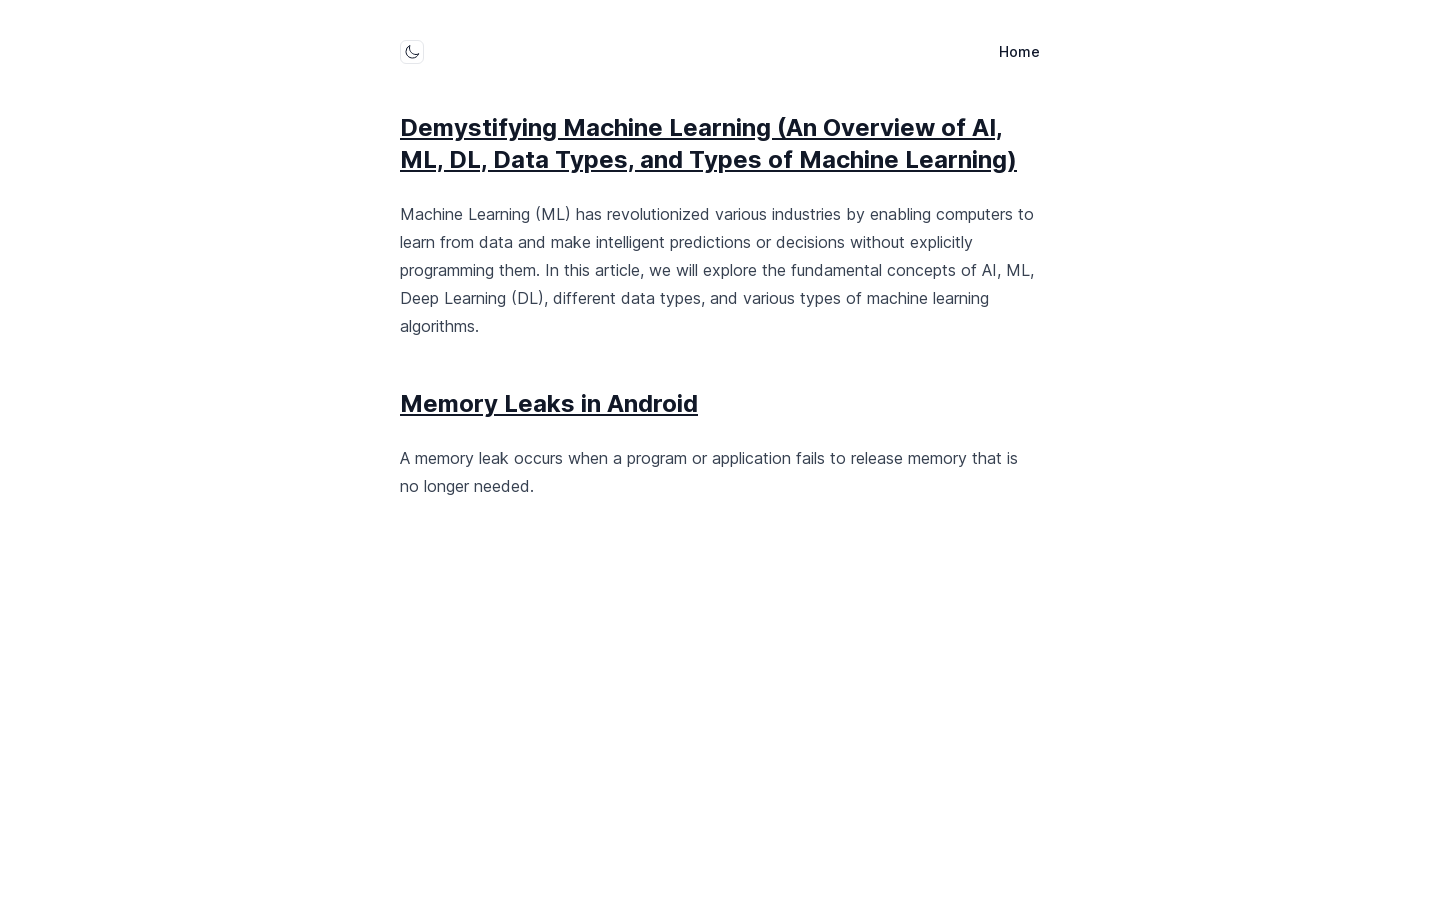 Home
Demystifying Machine Learning (An Overview of AI,
ML, DL, Data Types, and Types of Machine Learning)
Machine Learning (ML) has revolutionized various industries by enabling computers to
learn from data and make intelligent predictions or decisions without explicitly
programming them. In this article, we will explore the fundamental concepts of AI, ML,
Deep Learning (DL), different data types, and various types of machine learning
algorithms.
Memory Leaks in Android
A memory leak occurs when a program or application fails to release memory that is
no longer needed.